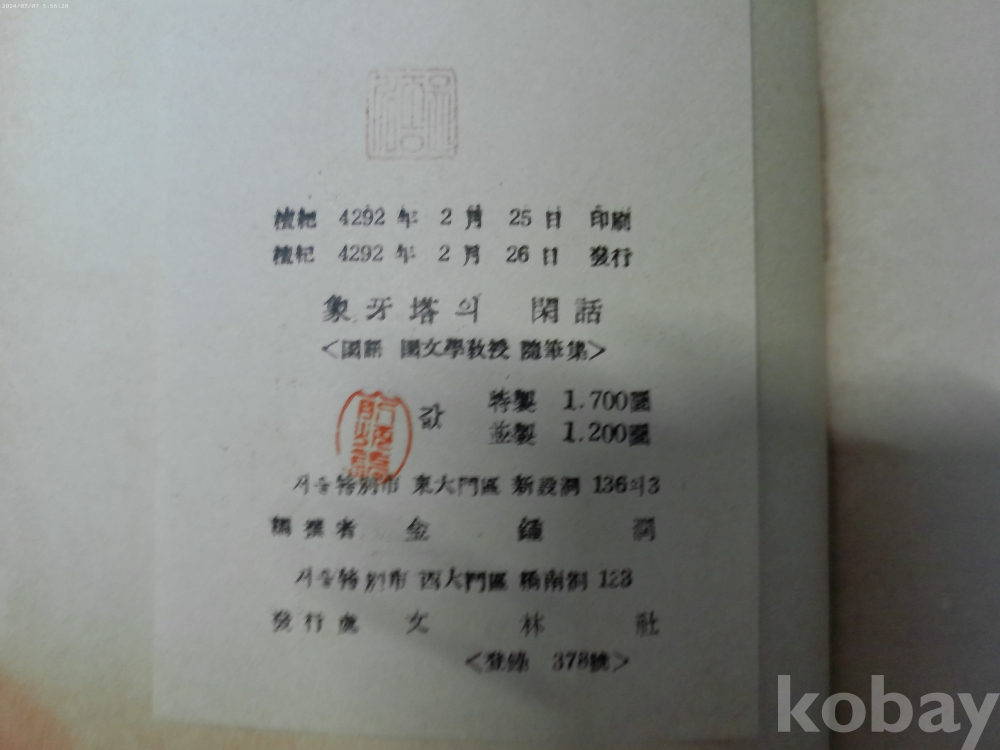 檀紀 4292 年 2 月 25 日 印刷
檀紀 4292 年 2 月 26 日 發行
象牙塔의 閑話
<國語 國文學敎授 隨筆集>
값 特製 1.700圜
並製 1.200圜
서울特別市 東大門區 新設洞 136의3
編 著者 金 鍾 潤
서울特別市 西大門區 橋南洞 123
發行處 文 林 社
<登錄 378號>
kobay